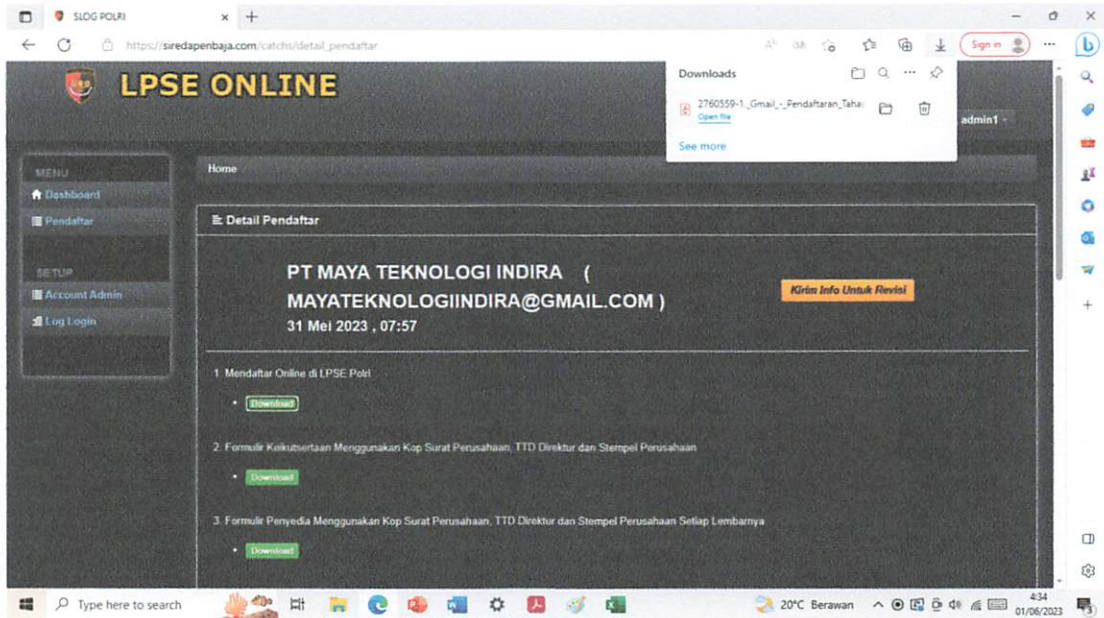 SLOG POLRI
https://siredapenbaja.com/catchs/detail_pendaftar
Sign in
LPSE ONLINE
Downloads
2760559-1._Gmail_-_Pendaftaran_Taha
Open file
See more
admin1
MENU
Dashboard
Pendaftar
SETUP
Account Admin
Log Login
Home
Detail Pendaftar
PT MAYA TEKNOLOGI INDIRA (
MAYATEKNOLOGIINDIRA@GMAIL.COM )
31 Mei 2023 , 07:57
Kirim Info Untuk Revisi
1. Mendaftar Online di LPSE Polri
Download
2. Formulir Keikutsertaan Menggunakan Kop Surat Perusahaan, TTD Direktur dan Stempel Perusahaan
Download
3. Formulir Penyedia Menggunakan Kop Surat Perusahaan, TTD Direktur dan Stempel Perusahaan Setiap Lembarnya
Download
Type here to search
20°C Berawan
4:34
01/06/2023